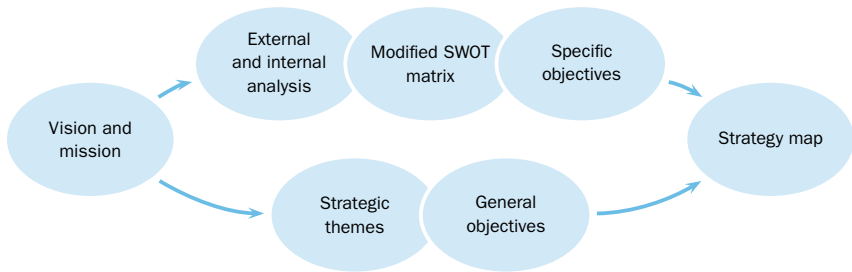 Vision and
mission
External
and internal
analysis
Modified SWOT
matrix
Specific
objectives
Strategic
themes
General
objectives
Strategy map